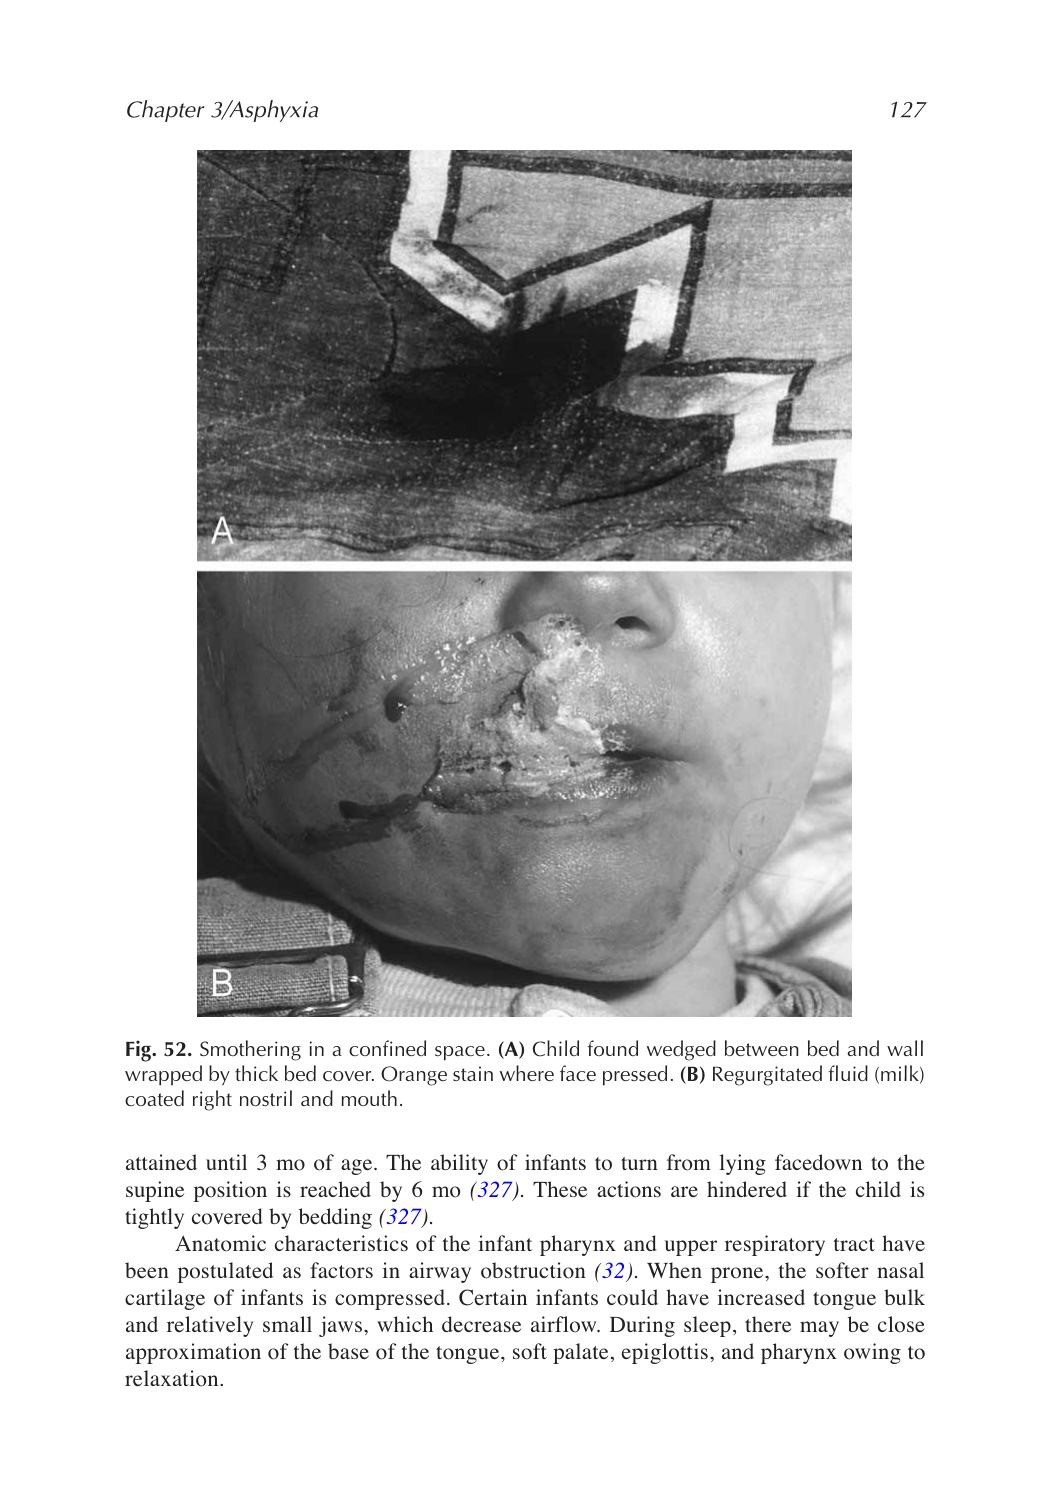 Chapter 3/Asphyxia 127
A
B
Fig. 52. Smothering in a confined space. (A) Child found wedged between bed and wall
wrapped by thick bed cover. Orange stain where face pressed. (B) Regurgitated fluid (milk)
coated right nostril and mouth.
attained until 3 mo of age. The ability of infants to turn from lying facedown to the
supine position is reached by 6 mo (327). These actions are hindered if the child is
tightly covered by bedding (327).
Anatomic characteristics of the infant pharynx and upper respiratory tract have
been postulated as factors in airway obstruction (32). When prone, the softer nasal
cartilage of infants is compressed. Certain infants could have increased tongue bulk
and relatively small jaws, which decrease airflow. During sleep, there may be close
approximation of the base of the tongue, soft palate, epiglottis, and pharynx owing to
relaxation.